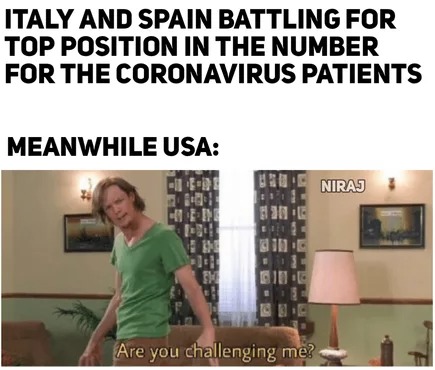 ITALY AND SPAIN BATTLING FOR
TOP POSITION IN THE NUMBER
FOR THE CORONAVIRUS PATIENTS
MEANWHILE USA:
NIRAJ
Are you challenging me?